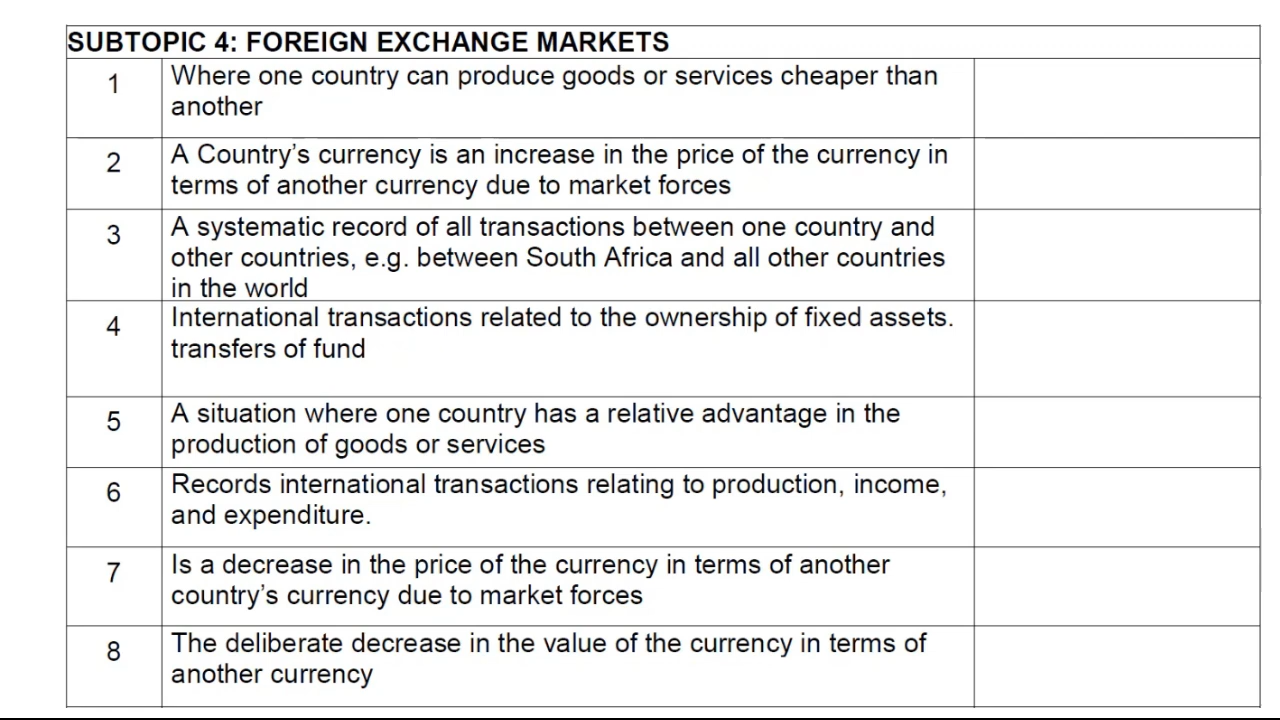 SUBTOPIC 4: FOREIGN EXCHANGE MARKETS
1
Where one country can produce goods or services cheaper than
another
2
A Country’s currency is an increase in the price of the currency in
terms of another currency due to market forces
3
A systematic record of all transactions between one country and
other countries, e.g. between South Africa and all other countries
in the world
4
International transactions related to the ownership of fixed assets.
transfers of fund
5
A situation where one country has a relative advantage in the
production of goods or services
6
Records international transactions relating to production, income,
and expenditure.
7
Is a decrease in the price of the currency in terms of another
country’s currency due to market forces
8
The deliberate decrease in the value of the currency in terms of
another currency